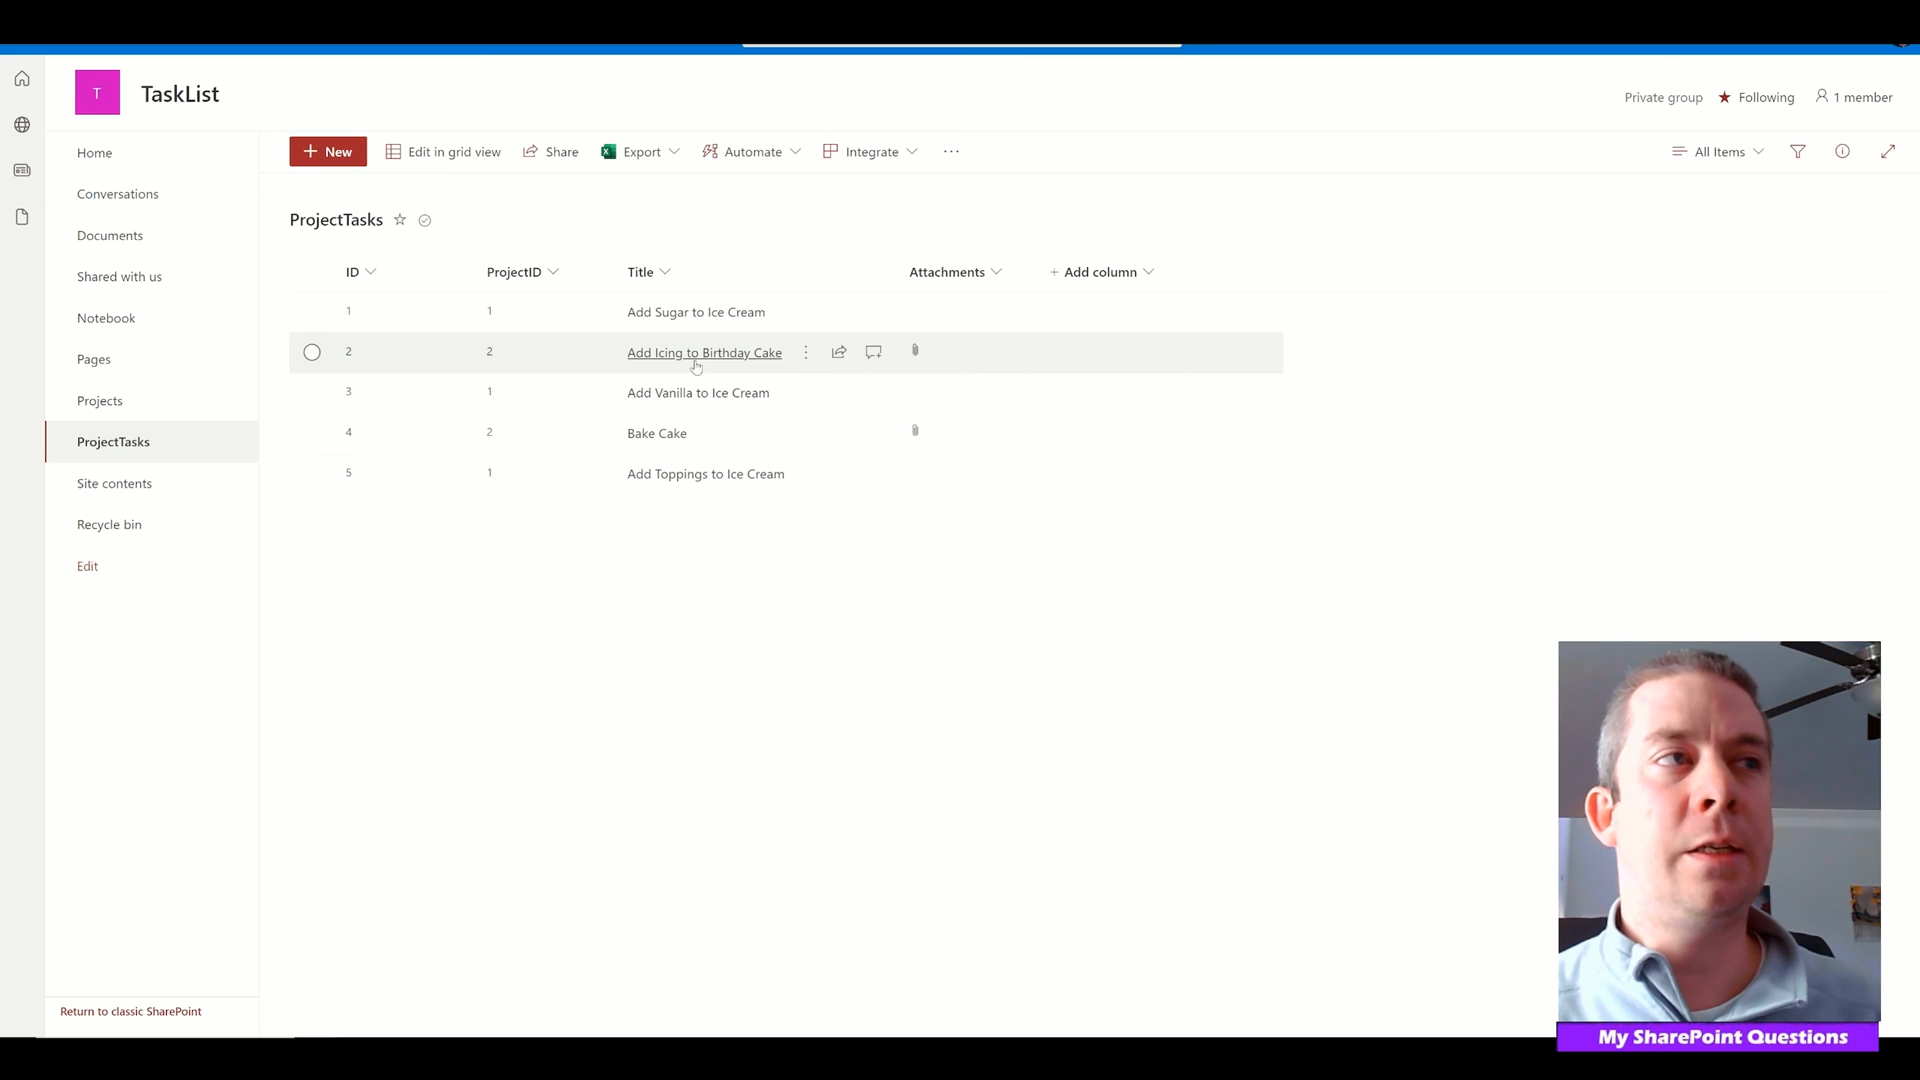 T
TaskList
Private group
Following
1 member
Home
Conversations
Documents
Shared with us
Notebook
Pages
Projects
ProjectTasks
Site contents
Recycle bin
Edit
Return to classic SharePoint
+ New
Edit in grid view
Share
Export
Automate
Integrate
...
All Items
ProjectTasks
ID ProjectID Title Attachments + Add column
1 1 Add Sugar to Ice Cream
2 2 Add Icing to Birthday Cake
3 1 Add Vanilla to Ice Cream
4 2 Bake Cake
5 1 Add Toppings to Ice Cream
My SharePoint Questions